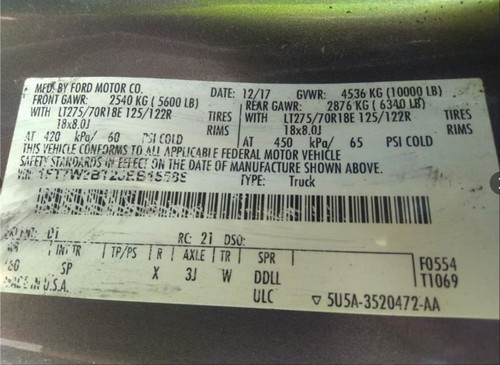 MFD. BY FORD MOTOR CO. DATE: 12/17 GVWR: 4536 KG (10000 LB)
FRONT GAWR: 2540 KG ( 5600 LB) REAR GAWR: 2876 KG ( 6340 LB)
WITH LT275/70R18E 125/122R TIRES WITH LT275/70R18E 125/122R TIRES
18x8.0J RIMS 18x8.0J RIMS
AT 420 kPa/ 60 PSI COLD AT 450 kPa/ 65 PSI COLD
THIS VEHICLE CONFORMS TO ALL APPLICABLE FEDERAL MOTOR VEHICLE
SAFETY STANDARDS IN EFFECT ON THE DATE OF MANUFACTURE SHOWN ABOVE.
TYPE: Truck
RC: 21 DSO:
INT TR TP/PS R AXLE TR SPR F0554
SP X 3J W DDLL T1069
MADE IN U.S.A. ULC ▽ 5U5A-3520472-AA